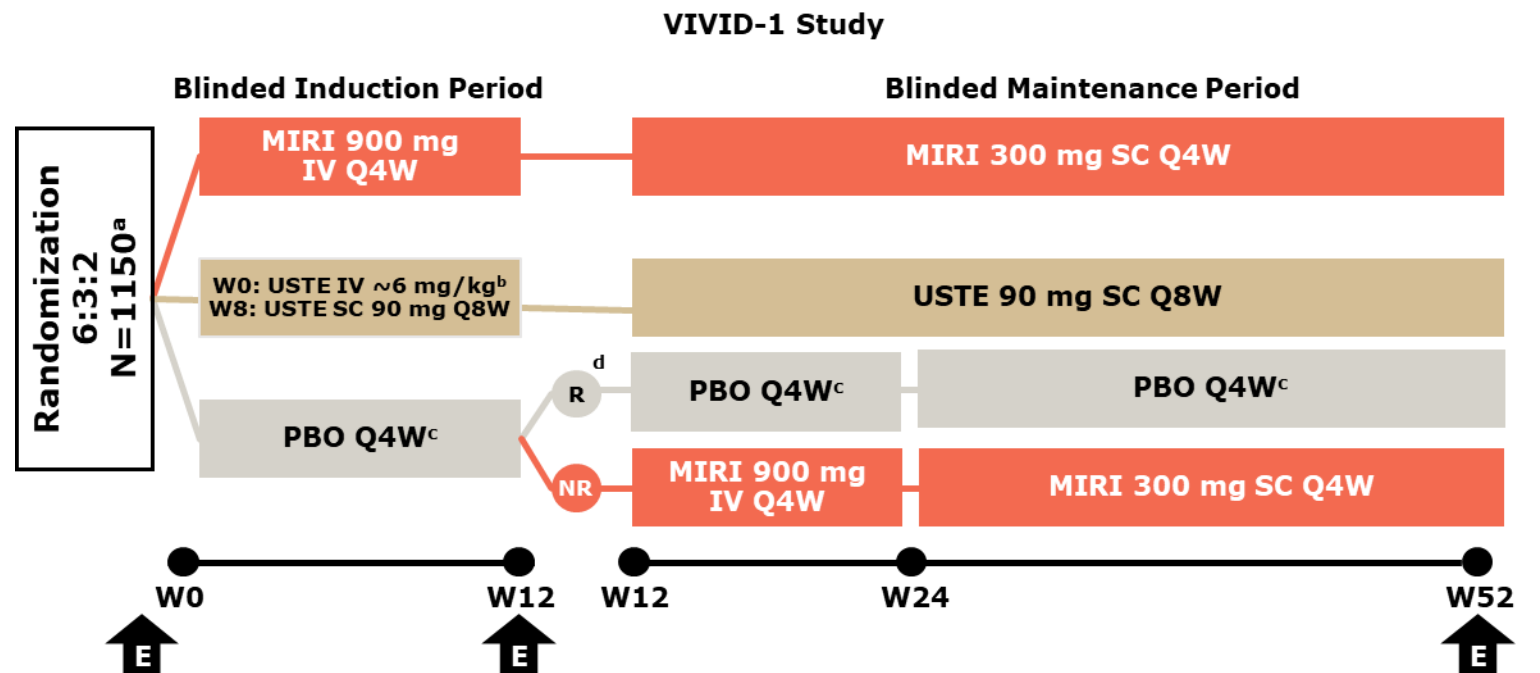 VIVID-1 Study
Blinded Induction Period
Blinded Maintenance Period
Randomization
6:3:2
N=1150ᵃ
MIRI 900 mg
IV Q4W
MIRI 300 mg SC Q4W
W0: USTE IV ~6 mg/kgᵇ
W8: USTE SC 90 mg Q8W
USTE 90 mg SC Q8W
PBO Q4Wᶜ
R
d
PBO Q4Wᶜ
PBO Q4Wᶜ
NR
MIRI 900 mg
IV Q4W
MIRI 300 mg SC Q4W
W0
W12
W12
W24
W52
E
E
E